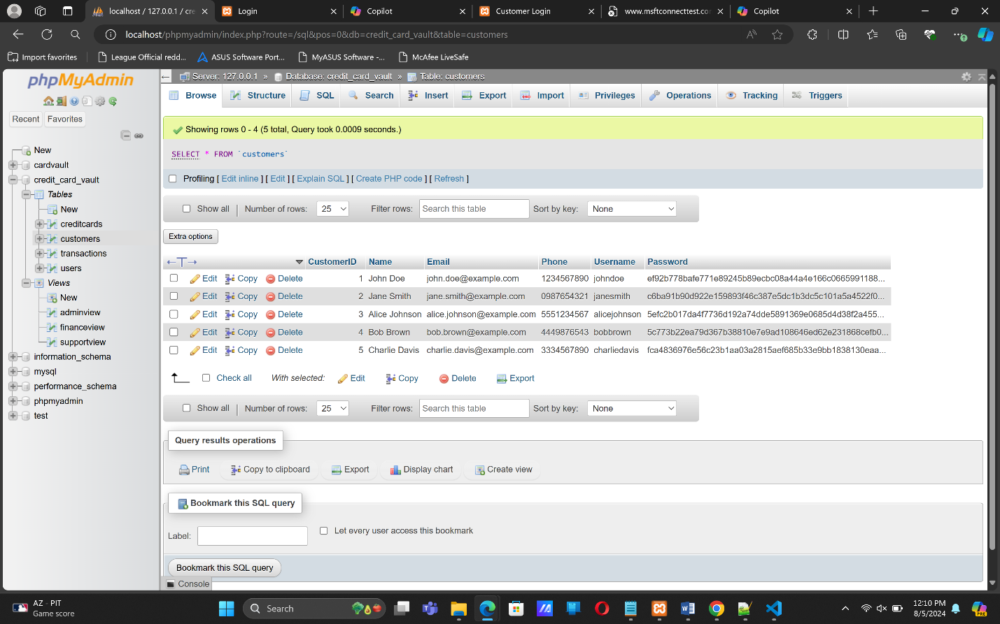 localhost / 127.0.0.1 / cre
Login
Copilot
Customer Login
www.msftconnecttest.co
Copilot
localhost/phpmyadmin/index.php?route=/sql&pos=0&db=credit_card_vault&table=customers
Import favorites
League Official redd...
ASUS Software Port...
MyASUS Software -...
McAfee LiveSafe
phpMyAdmin
Recent
Favorites
New
cardvault
credit_card_vault
Tables
New
creditcards
customers
transactions
users
Views
New
adminview
financeview
supportview
information_schema
mysql
performance_schema
phpmyadmin
test
Server: 127.0.0.1 » Database: credit_card_vault » Table: customers
Browse Structure SQL Search Insert Export Import Privileges Operations Tracking Triggers
Showing rows 0 - 4 (5 total, Query took 0.0009 seconds.)
SELECT * FROM `customers`
Profiling [ Edit inline ] [ Edit ] [ Explain SQL ] [ Create PHP code ] [ Refresh ]
Show all | Number of rows: 25 Filter rows: Search this table Sort by key: None
Extra options
CustomerID Name Email Phone Username Password
Edit Copy Delete 1 John Doe john.doe@example.com 1234567890 johndoe ef92b778bafe771e89245b89ecbc08a44a4e166c0665991188...
Edit Copy Delete 2 Jane Smith jane.smith@example.com 0987654321 janesmith c6ba91b90d922e159893f46c387e5dc1b3dc5c101a5a4522f0...
Edit Copy Delete 3 Alice Johnson alice.johnson@example.com 5551234567 alicejohnson 5efc2b017da4f7736d192a74dde5891369e0685d4d38f2a455...
Edit Copy Delete 4 Bob Brown bob.brown@example.com 4449876543 bobbrown 5c773b22ea79d367b38810e7e9ad108646ed62e231868cefb0...
Edit Copy Delete 5 Charlie Davis charlie.davis@example.com 3334567890 charliedavis fca4836976e56c23b1aa03a2815aef685b33e9bb1838130eaa...
Check all With selected: Edit Copy Delete Export
Show all | Number of rows: 25 Filter rows: Search this table Sort by key: None
Query results operations
Print Copy to clipboard Export Display chart Create view
Bookmark this SQL query
Label: Let every user access this bookmark
Bookmark this SQL query
Console
AZ - PIT
Game score
Search
12:10 PM
8/5/2024
PRE